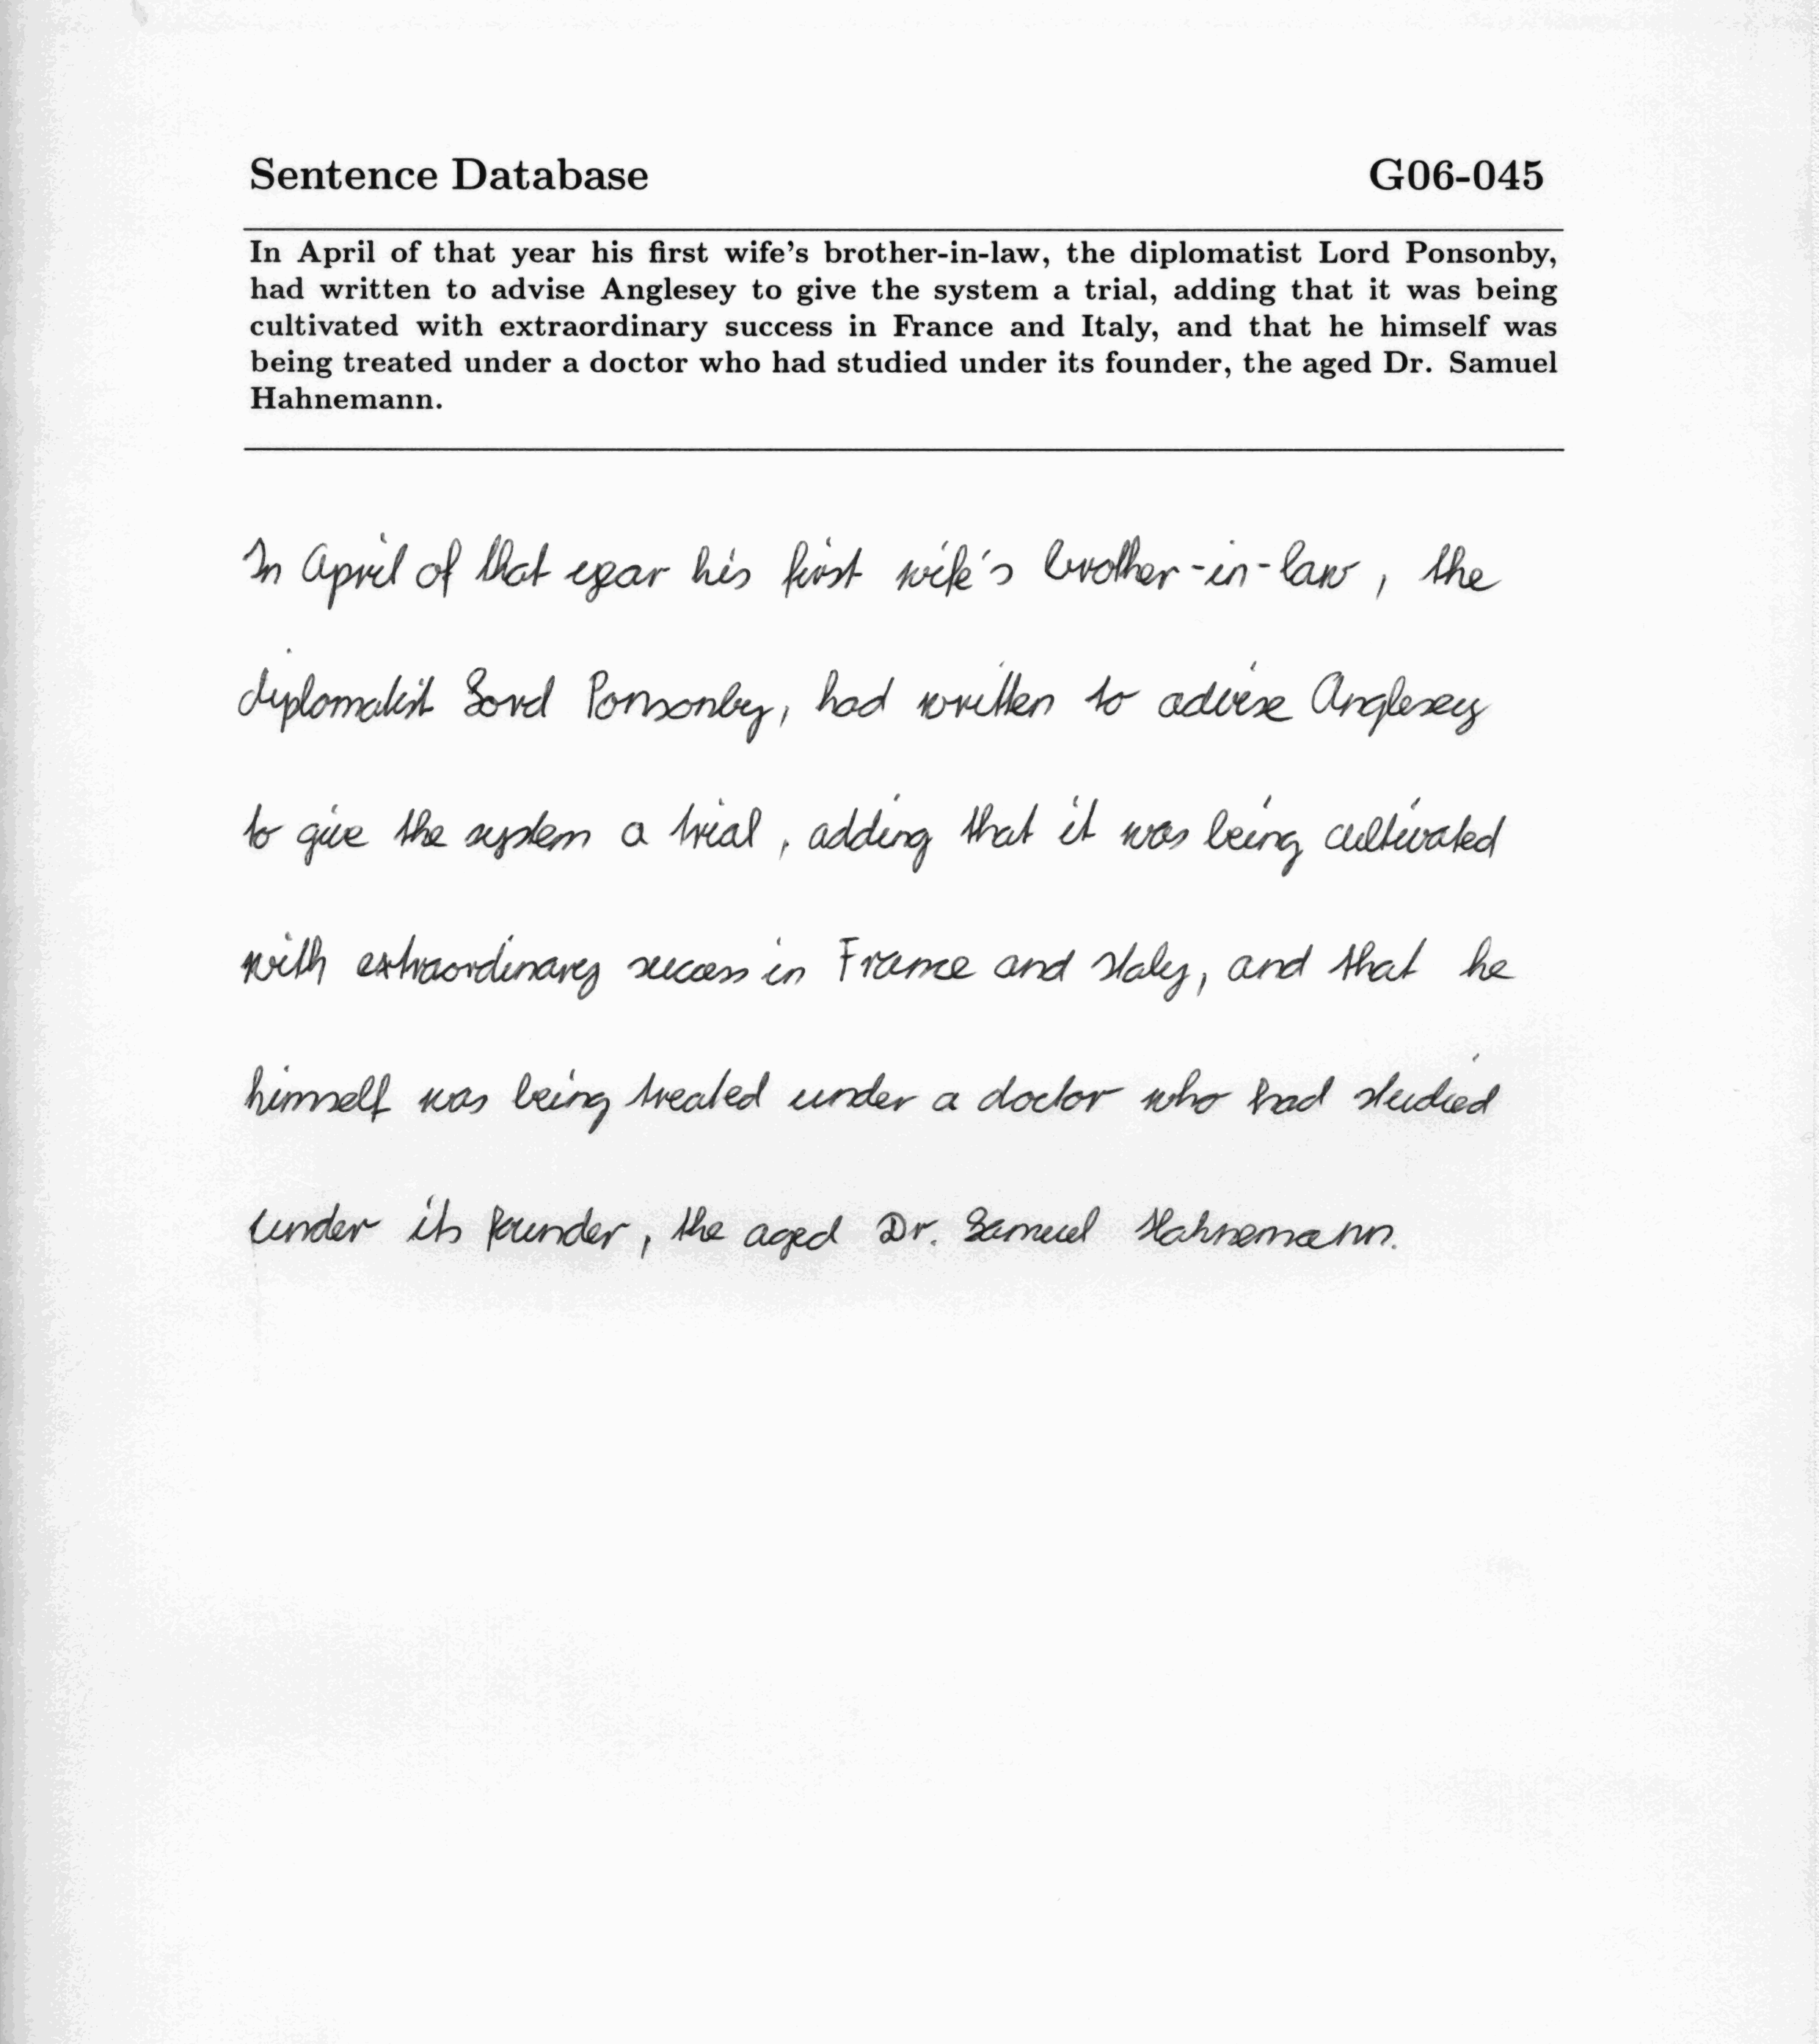 Sentence Database G06-045
In April of that year his first wife's brother-in-law, the diplomatist Lord Ponsonby,
had written to advise Anglesey to give the system a trial, adding that it was being
cultivated with extraordinary success in France and Italy, and that he himself was
being treated under a doctor who had studied under its founder, the aged Dr. Samuel
Hahnemann.
In April of that year his first wife's brother-in-law, the
diplomatist Lord Ponsonby, had written to advise Anglesey
to give the system a trial, adding that it was being cultivated
with extraordinary success in France and Italy, and that he
himself was being treated under a doctor who had studied
under its founder, the aged Dr. Samuel Hahnemann.